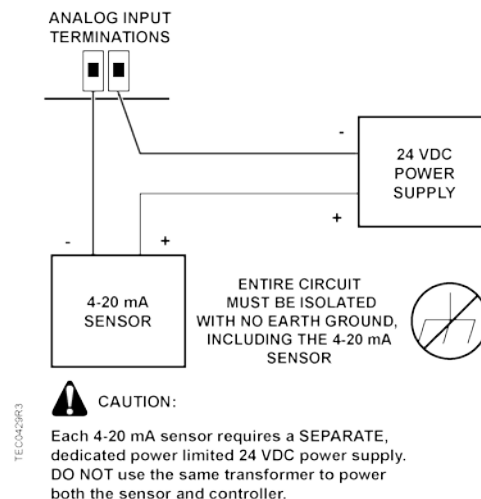 ANALOG INPUT
TERMINATIONS
-
24 VDC
POWER
SUPPLY
+
- +
4-20 mA
SENSOR
ENTIRE CIRCUIT
MUST BE ISOLATED
WITH NO EARTH GROUND,
INCLUDING THE 4-20 mA
SENSOR
CAUTION:
Each 4-20 mA sensor requires a SEPARATE,
dedicated power limited 24 VDC power supply.
DO NOT use the same transformer to power
both the sensor and controller.
TEC0429R3